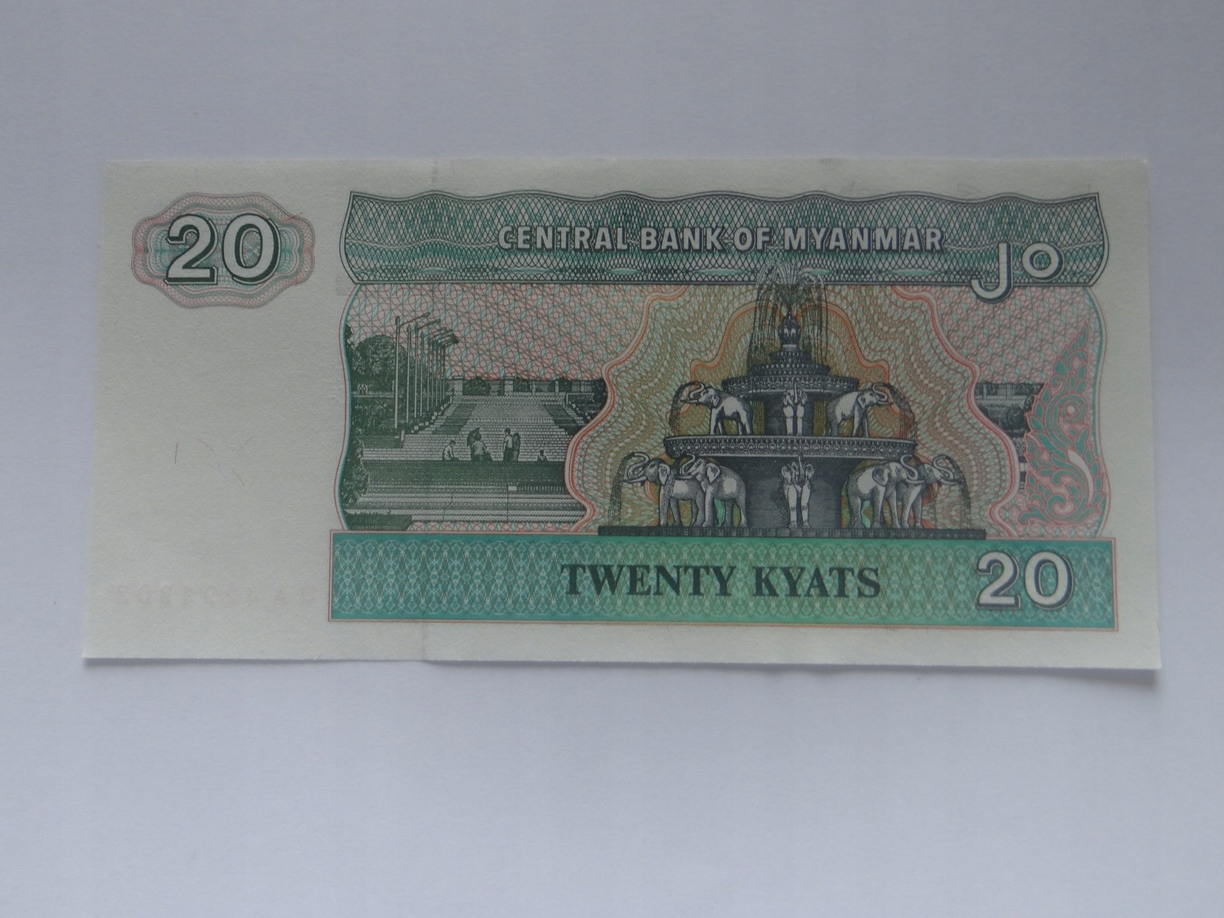 20
CENTRAL BANK OF MYANMAR
၂၀
TWENTY KYATS
20